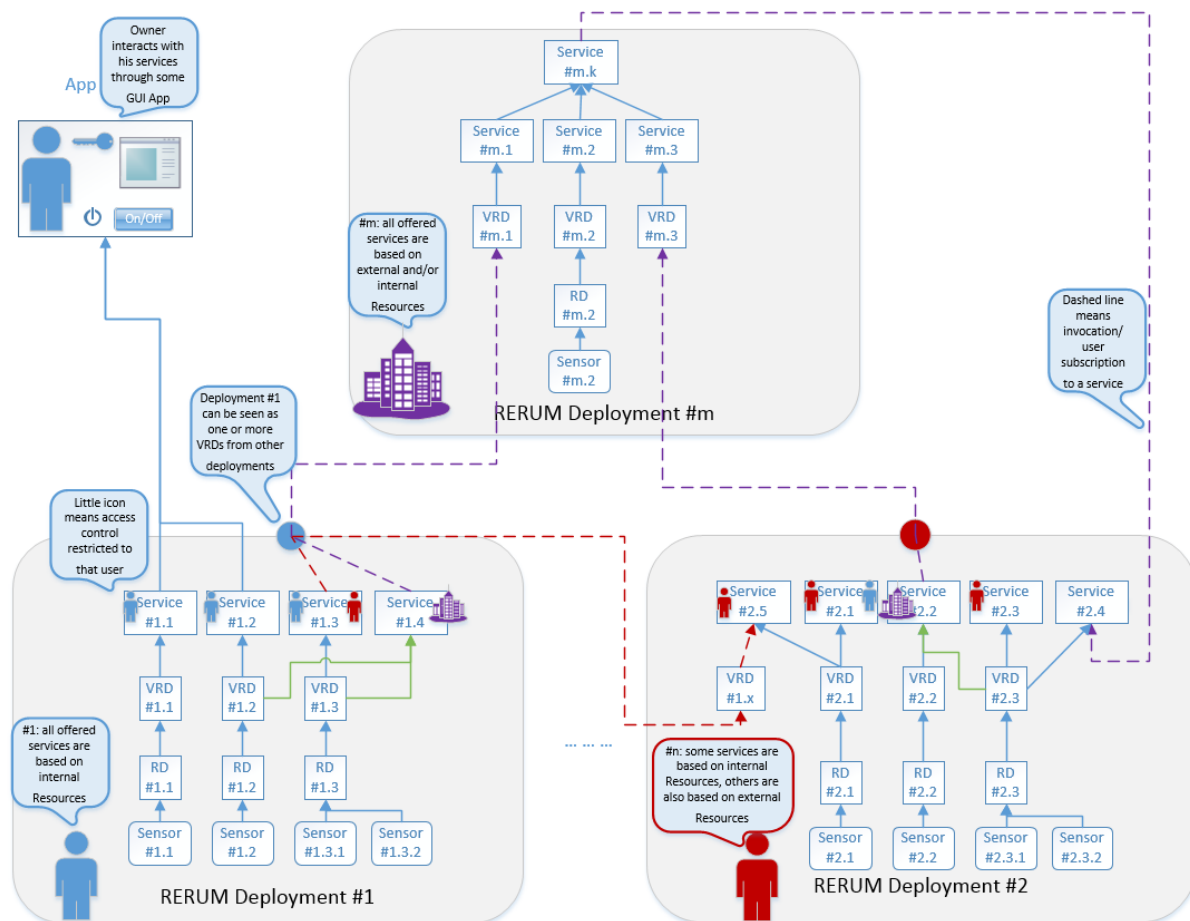 Owner
interacts with
his services
through some
GUI App
App
On/Off
Service
#m.k
Service
#m.1
Service
#m.2
Service
#m.3
VRD
#m.1
VRD
#m.2
VRD
#m.3
#m: all offered
services are
based on
external and/or
internal
Resources
RD
#m.2
Sensor
#m.2
RERUM Deployment #m
Dashed line
means
invocation/
user
subscription
to a service
Deployment #1
can be seen as
one or more
VRDs from other
deployments
Little icon
means access
control
restricted to
that user
Service
#1.1
Service
#1.2
Service
#1.3
Service
#1.4
VRD
#1.1
VRD
#1.2
VRD
#1.3
#1: all offered
services are
based on
internal
Resources
RD
#1.1
RD
#1.2
RD
#1.3
Sensor
#1.1
Sensor
#1.2
Sensor
#1.3.1
Sensor
#1.3.2
RERUM Deployment #1
... ... ...
Service
#2.5
Service
#2.1
Service
#2.2
Service
#2.3
Service
#2.4
VRD
#1.x
VRD
#2.1
VRD
#2.2
VRD
#2.3
#n: some services are
based on internal
Resources, others are
also based on external
Resources
RD
#2.1
RD
#2.2
RD
#2.3
Sensor
#2.1
Sensor
#2.2
Sensor
#2.3.1
Sensor
#2.3.2
RERUM Deployment #2